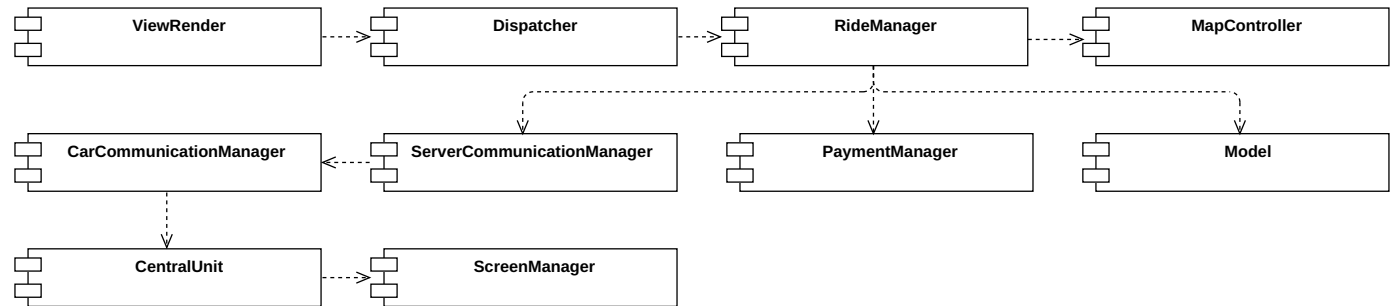 ViewRender
Dispatcher
RideManager
MapController
CarCommunicationManager
ServerCommunicationManager
PaymentManager
Model
CentralUnit
ScreenManager